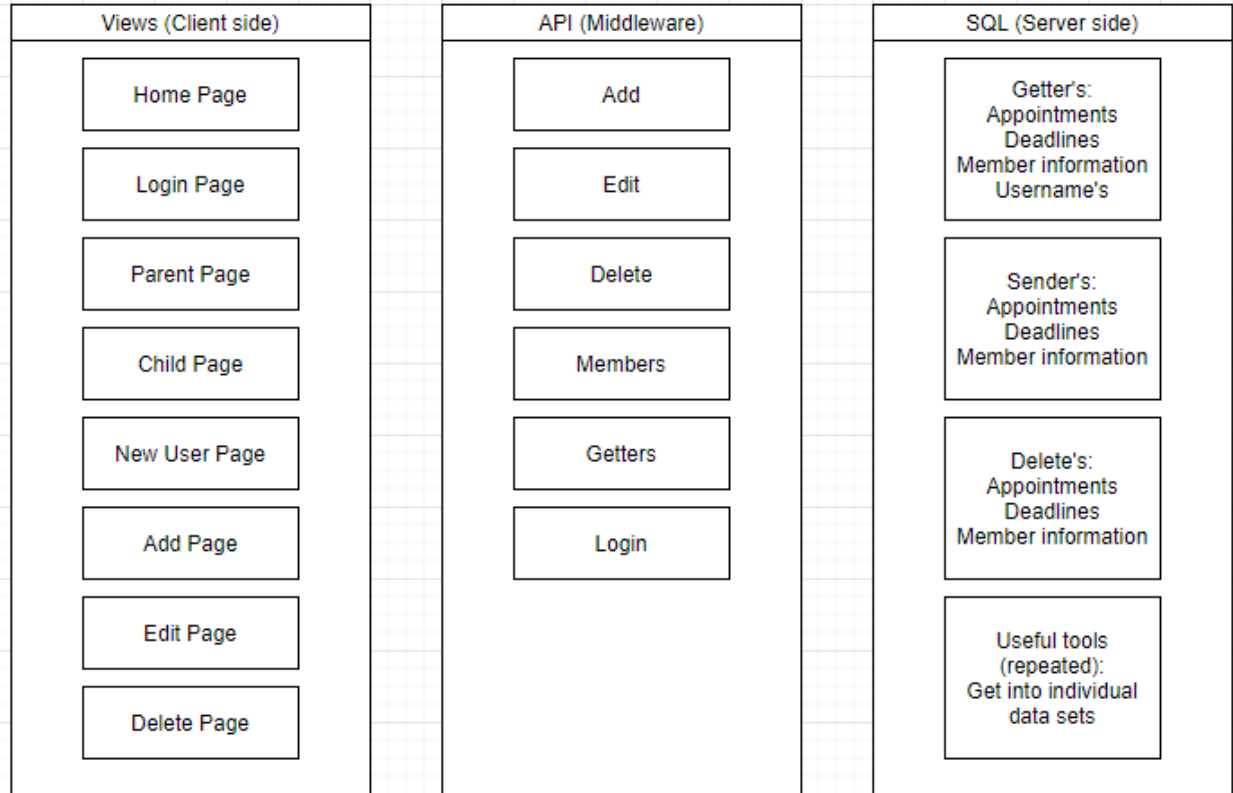 Views (Client side)
Home Page
Login Page
Parent Page
Child Page
New User Page
Add Page
Edit Page
Delete Page
API (Middleware)
Add
Edit
Delete
Members
Getters
Login
SQL (Server side)
Getter's:
Appointments
Deadlines
Member information
Username's
Sender's:
Appointments
Deadlines
Member information
Delete's:
Appointments
Deadlines
Member information
Useful tools
(repeated):
Get into individual
data sets